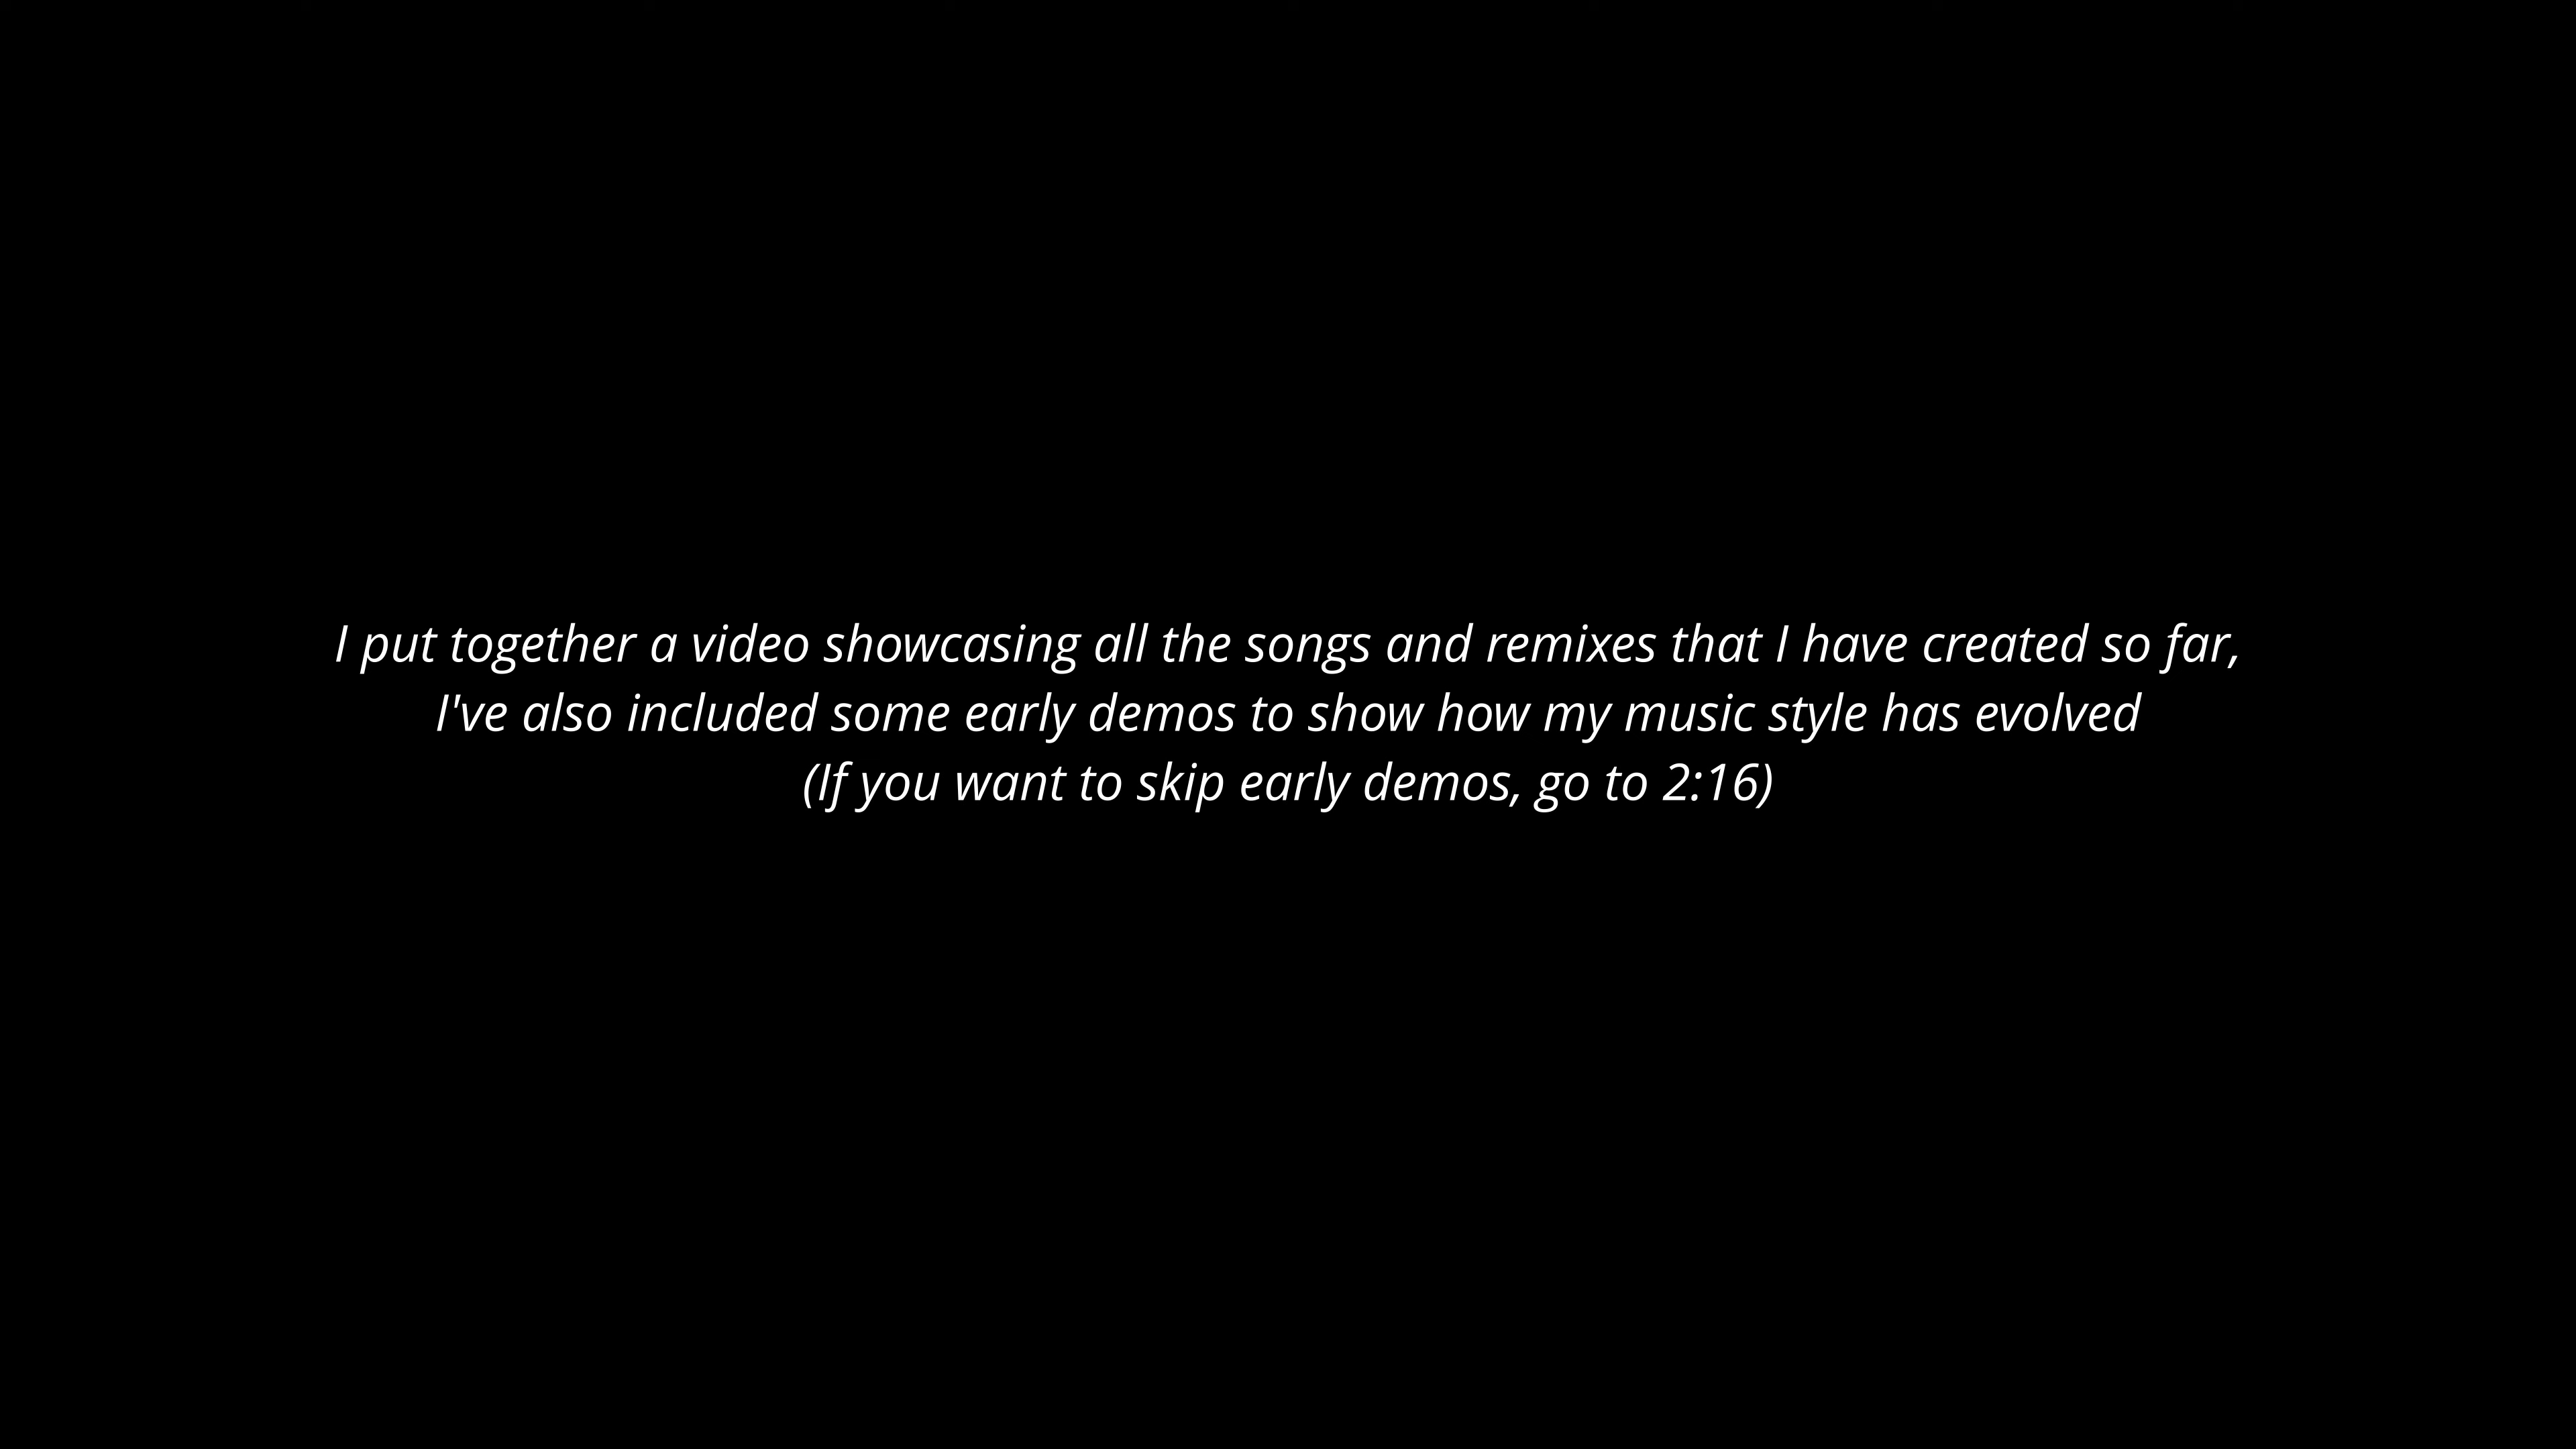 I put together a video showcasing all the songs and remixes that I have created so far,
I've also included some early demos to show how my music style has evolved
(If you want to skip early demos, go to 2:16)